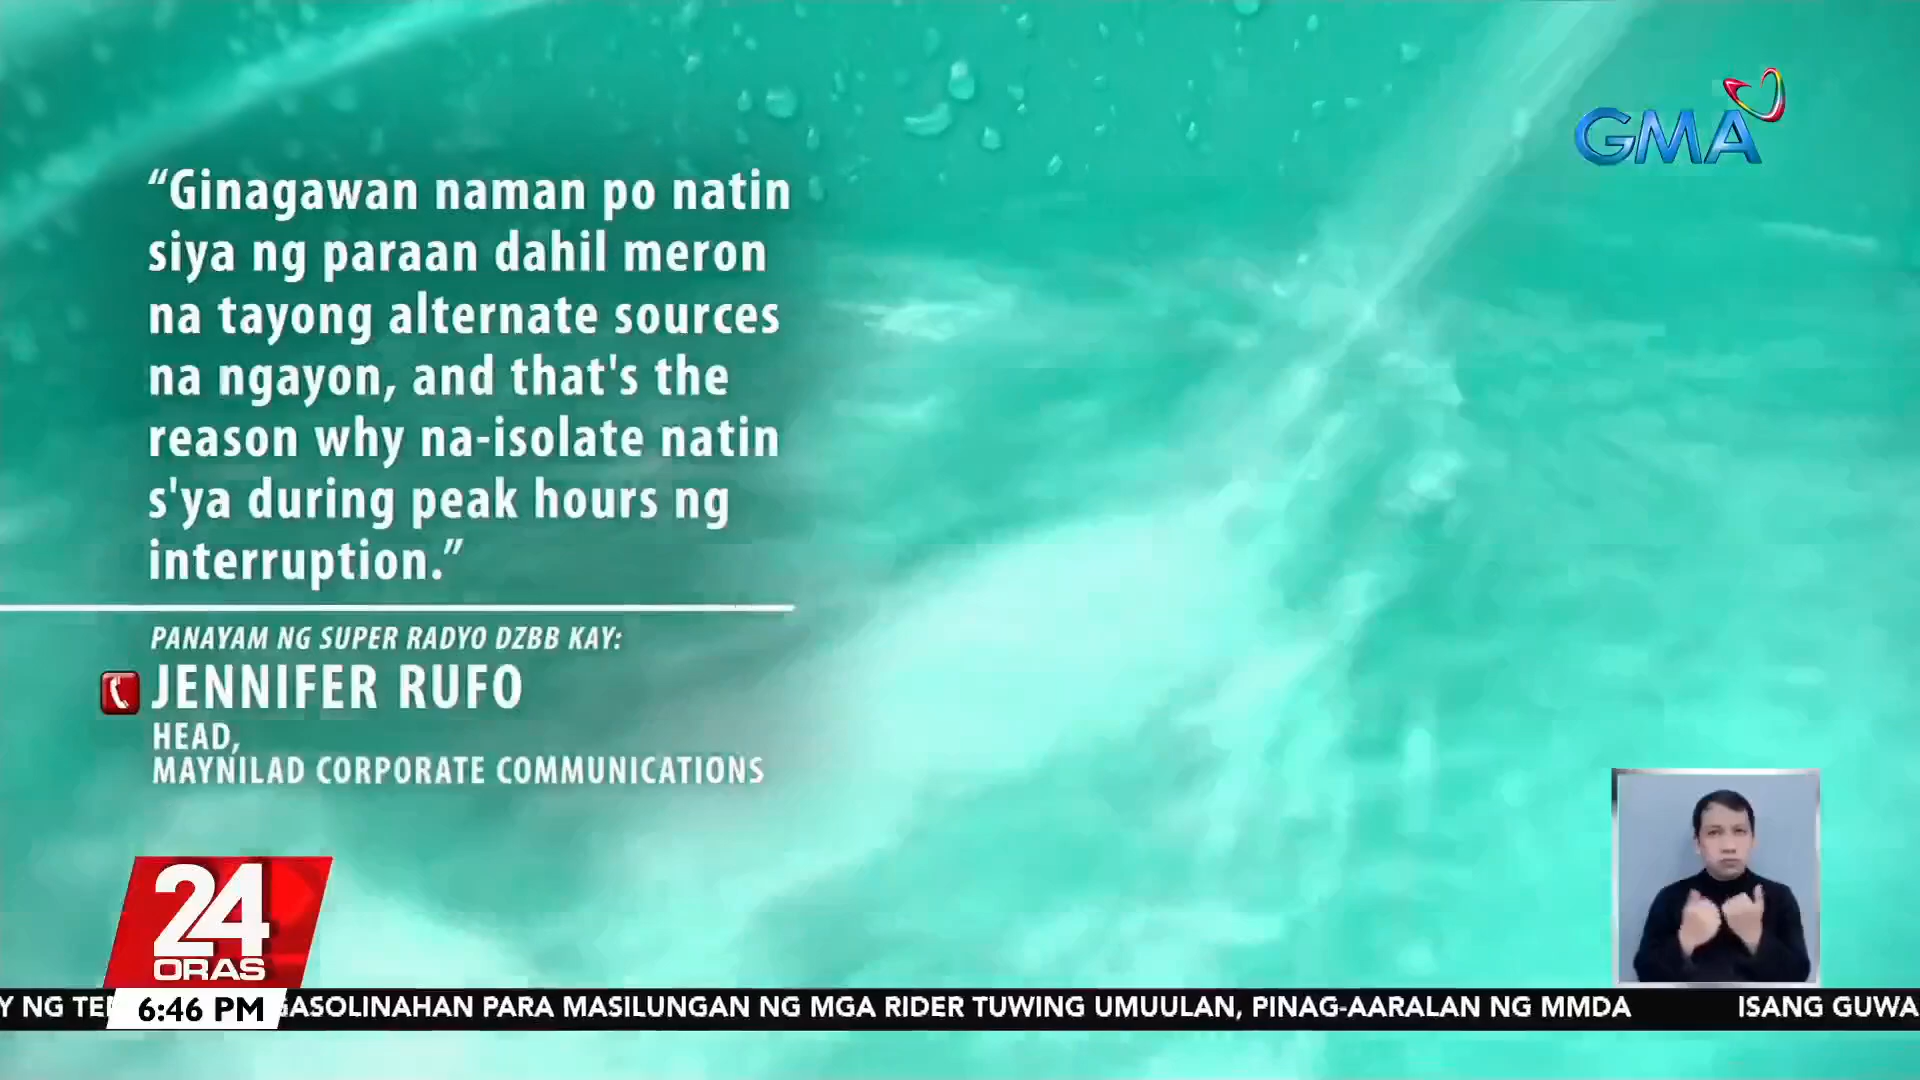 GMA
“Ginagawan naman po natin
siya ng paraan dahil meron
na tayong alternate sources
na ngayon, and that's the
reason why na-isolate natin
s'ya during peak hours ng
interruption.”
PANAYAM NG SUPER RADYO DZBB KAY:
JENNIFER RUFO
HEAD,
MAYNILAD CORPORATE COMMUNICATIONS
24
ORAS
Y NG TE 6:46 PM GASOLINAHAN PARA MASILUNGAN NG MGA RIDER TUWING UMUULAN, PINAG-AARALAN NG MMDA ISANG GUWA